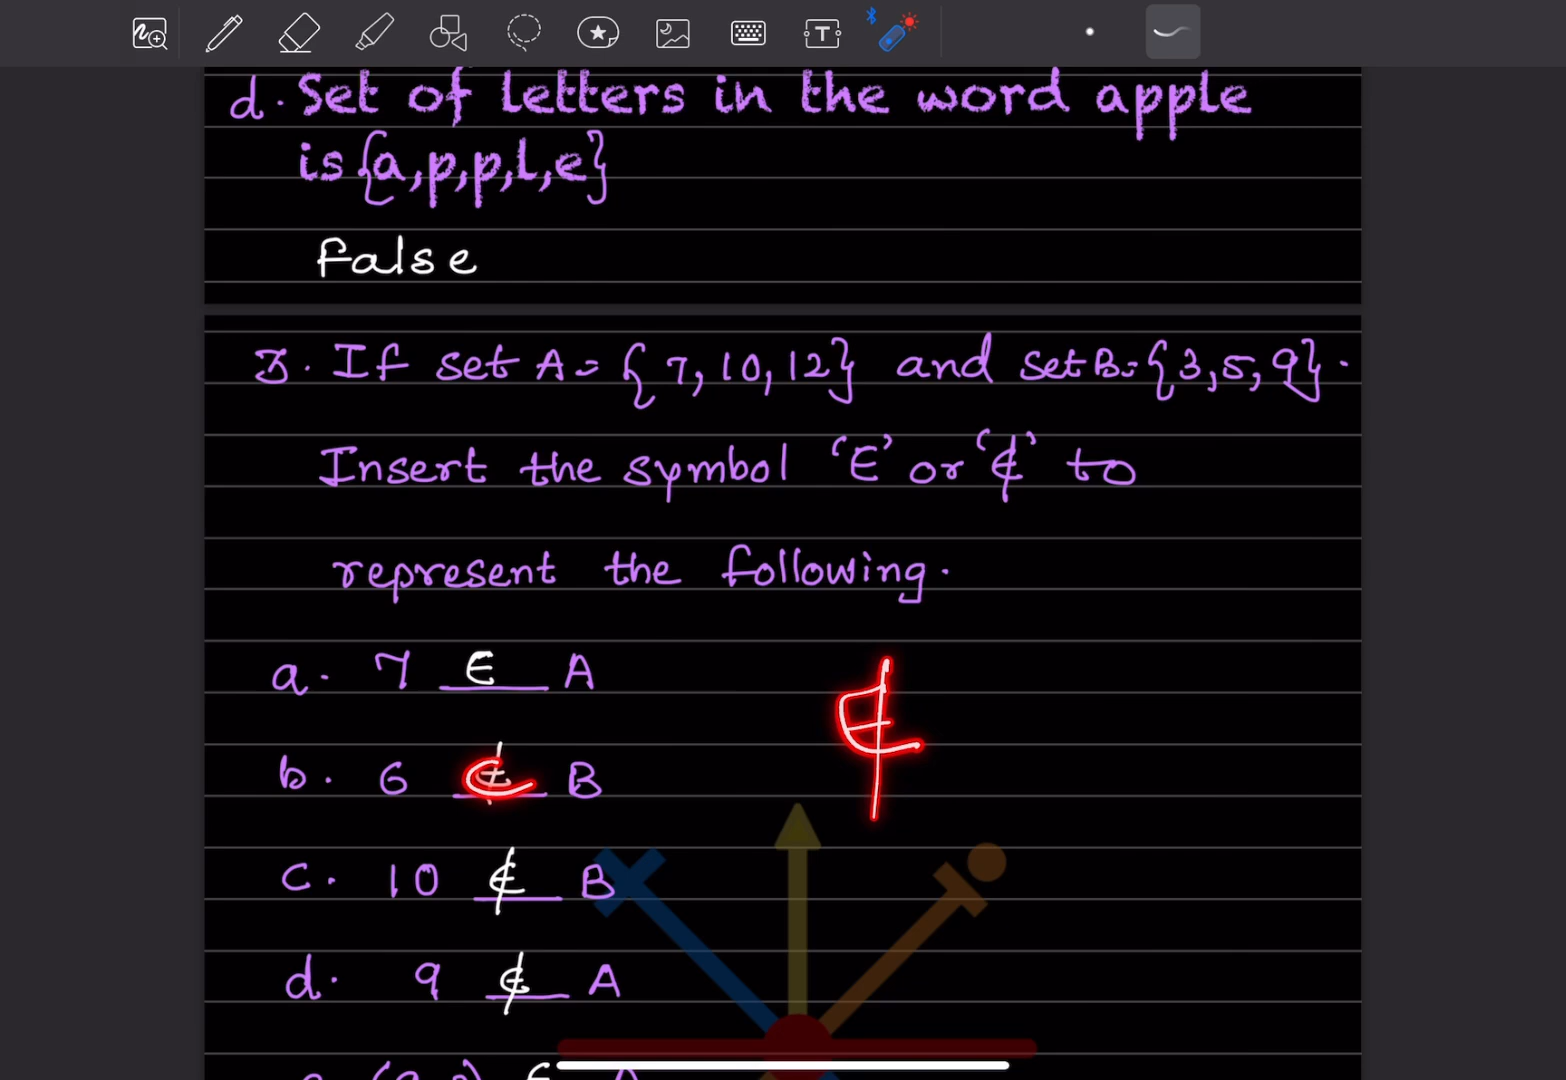 d. Set of letters in the word apple
is {a,p,p,l,e}
false
3. If set A = {7, 10, 12} and set B = {3, 5, 9}.
Insert the symbol '∈' or '∉' to
represent the following.
a. 7 ∈ A
∉
b. 6 ∉ B
c. 10 ∉ B
d. 9 ∉ A